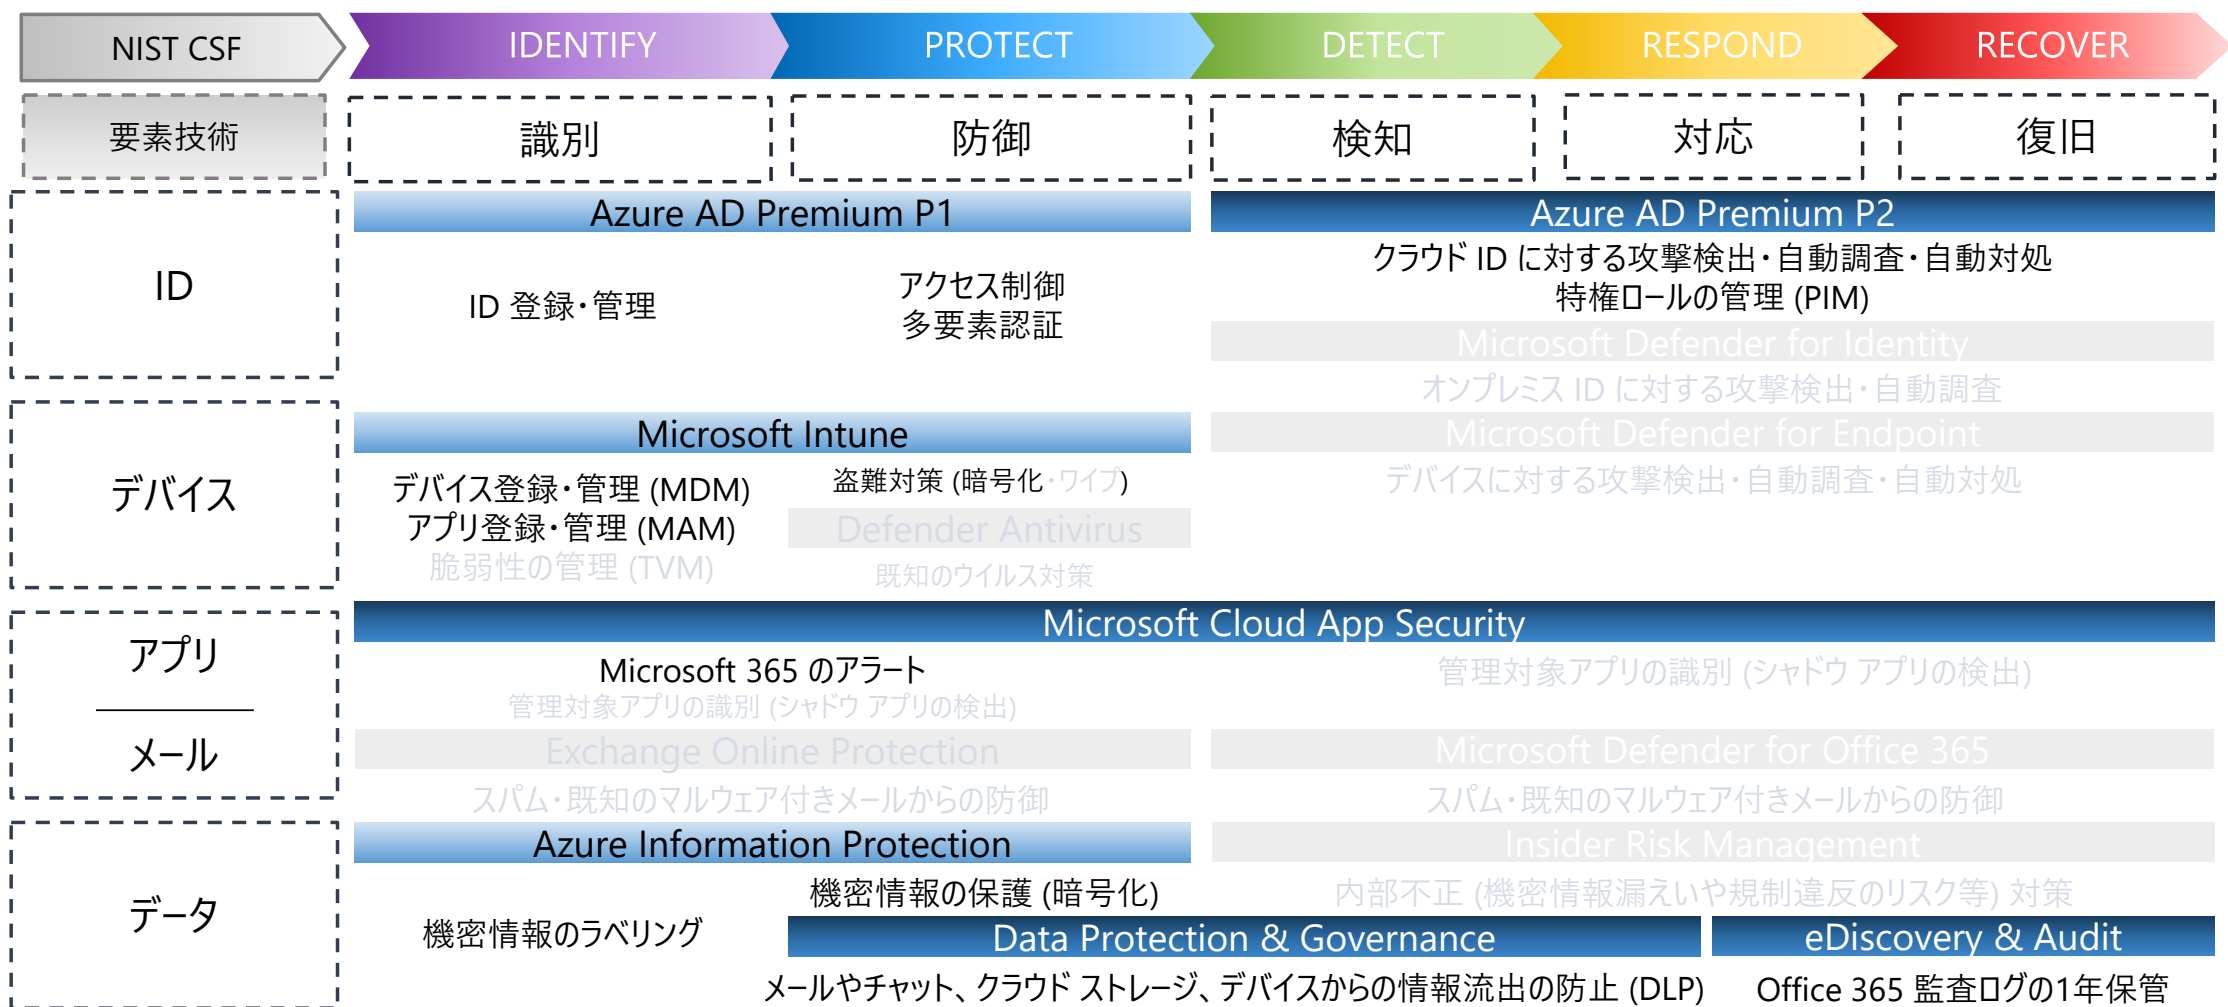 NIST CSF
IDENTIFY
PROTECT
DETECT
RESPOND
RECOVER
要素技術
識別
防御
検知
対応
復旧
ID
Azure AD Premium P1
ID 登録・管理
アクセス制御
多要素認証
Azure AD Premium P2
クラウド ID に対する攻撃検出・自動調査・自動対処
特権ロールの管理 (PIM)
Microsoft Defender for Identity
オンプレミス ID に対する攻撃検出・自動調査
デバイス
Microsoft Intune
デバイス登録・管理 (MDM)
アプリ登録・管理 (MAM)
脆弱性の管理 (TVM)
盗難対策 (暗号化・ワイプ)
Defender Antivirus
既知のウイルス対策
Microsoft Defender for Endpoint
デバイスに対する攻撃検出・自動調査・自動対処
アプリ
メール
Microsoft Cloud App Security
Microsoft 365 のアラート
管理対象アプリの識別 (シャドウ アプリの検出)
管理対象アプリの識別 (シャドウ アプリの検出)
Exchange Online Protection
スパム・既知のマルウェア付きメールからの防御
Microsoft Defender for Office 365
スパム・既知のマルウェア付きメールからの防御
データ
Azure Information Protection
機密情報のラベリング
機密情報の保護 (暗号化)
Insider Risk Management
内部不正 (機密情報漏えいや規制違反のリスク等) 対策
Data Protection & Governance
メールやチャット、クラウド ストレージ、デバイスからの情報流出の防止 (DLP)
eDiscovery & Audit
Office 365 監査ログの1年保管